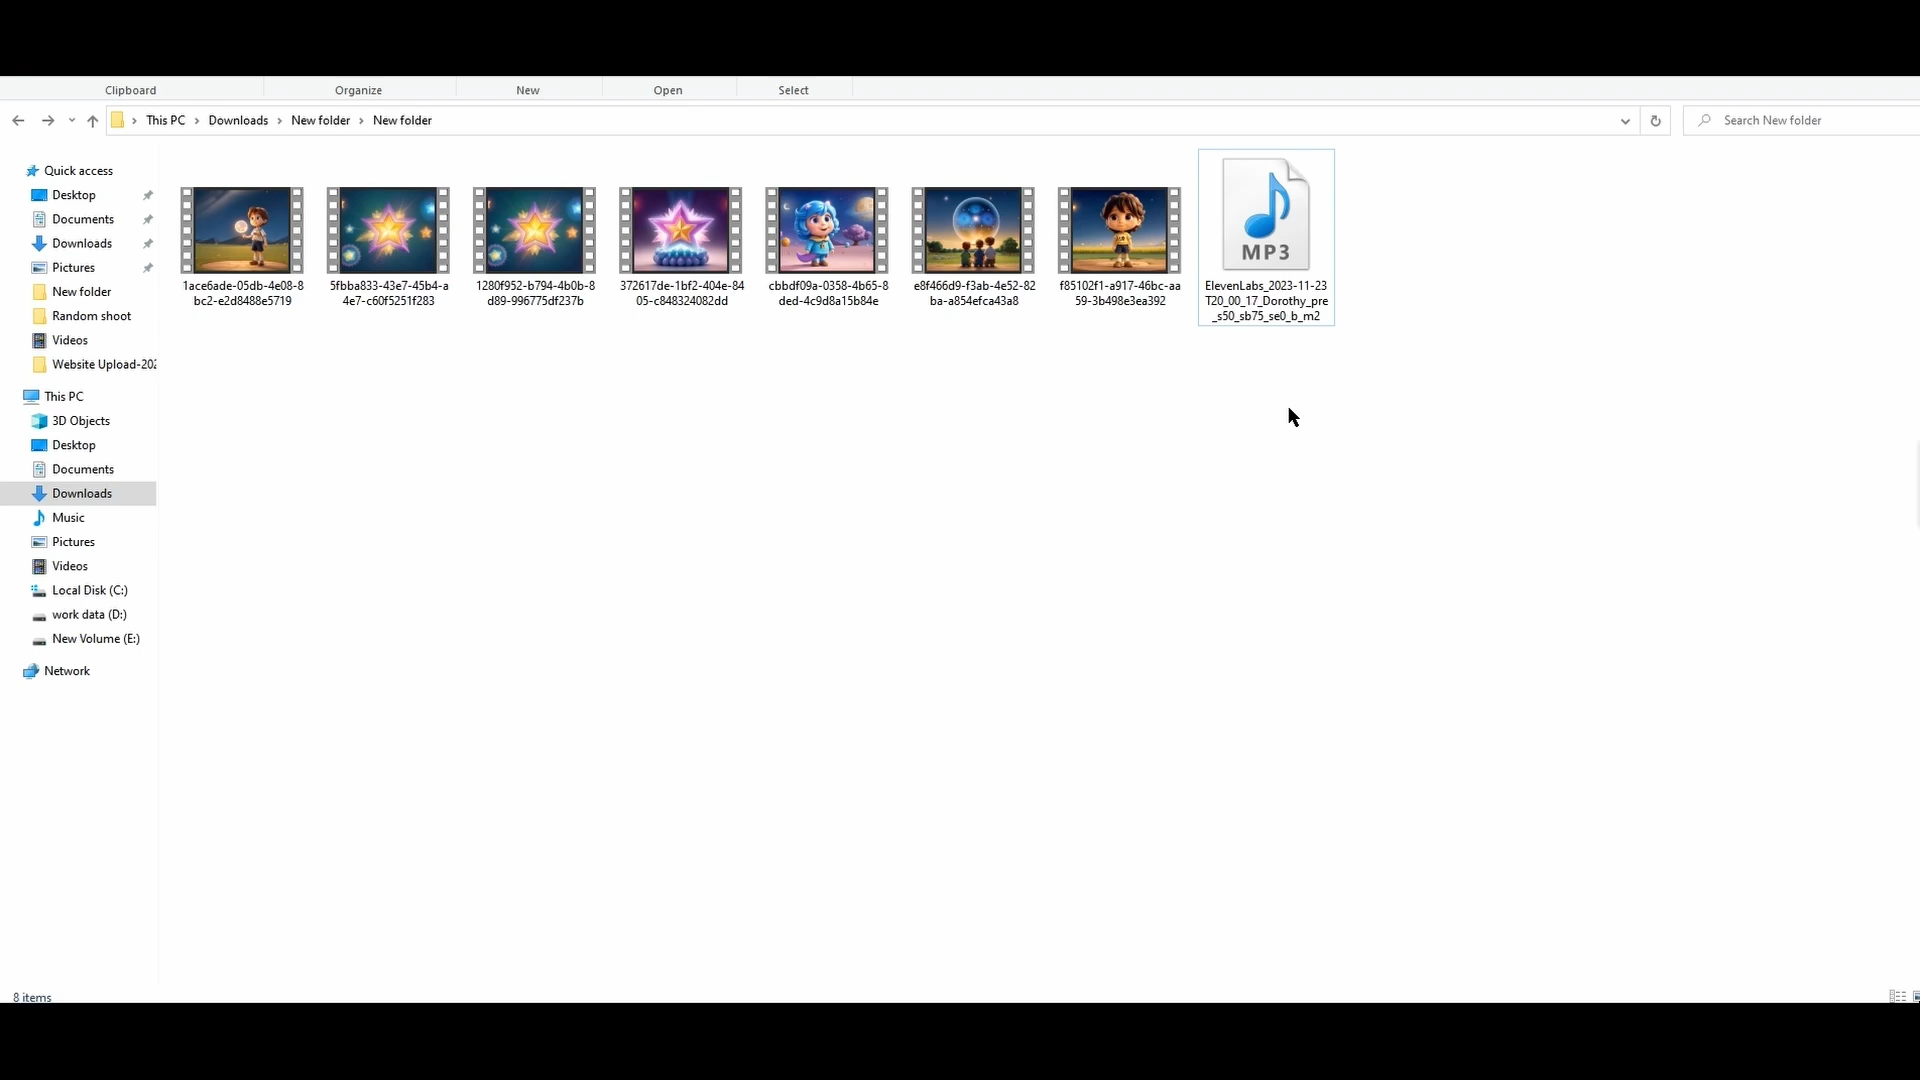 Clipboard
Organize
New
Open
Select
This PC
Downloads
New folder
New folder
Search New folder
Quick access
Desktop
Documents
Downloads
Pictures
New folder
Random shoot
Videos
Website Upload-202
This PC
3D Objects
Desktop
Documents
Downloads
Music
Pictures
Videos
Local Disk (C:)
work data (D:)
New Volume (E:)
Network
1ace6ade-05db-4e08-8
bc2-e2d8488e5719
5fbba833-43e7-45b4-a
4e7-c60f5251f283
1280f952-b794-4b0b-8
d89-996775df237b
372617de-1bf2-404e-84
05-c848324082dd
cbbdf09a-0358-4b65-8
ded-4c9d8a15b84e
e8f466d9-f3ab-4e52-82
ba-a854efca43a8
f85102f1-a917-46bc-aa
59-3b498e3ea392
MP3
ElevenLabs_2023-11-23
T20_00_17_Dorothy_pre
_s50_sb75_se0_b_m2
8 items